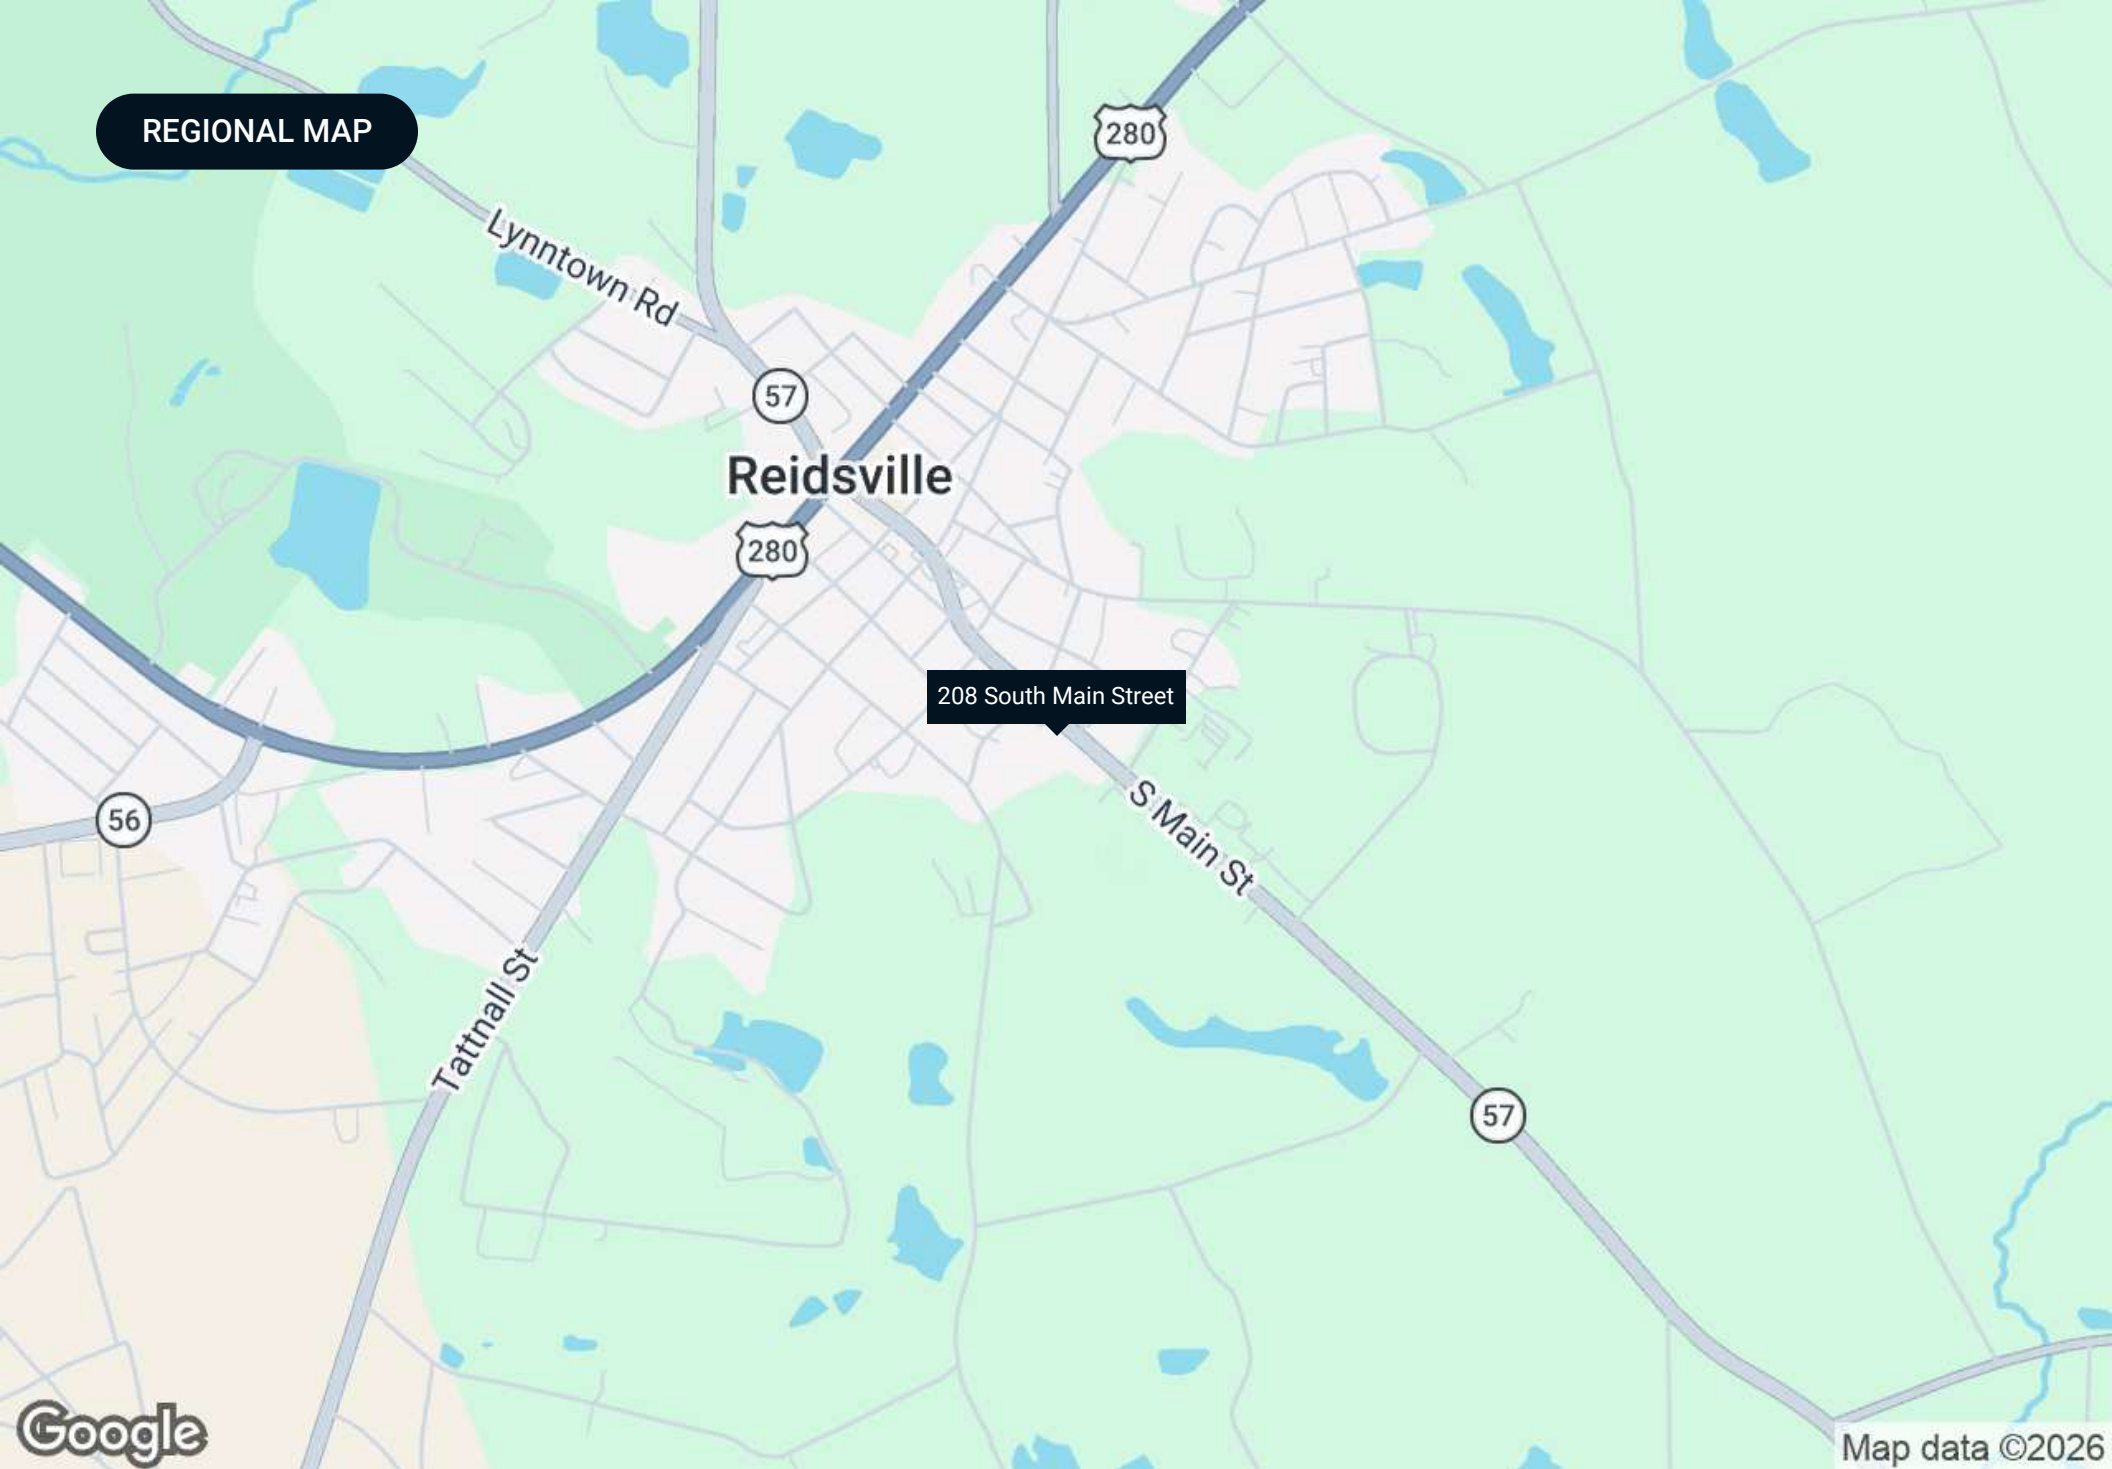 280
REGIONAL MAP
Lynntown Rd
57
Reidsville
280
208 South Main Street
56
S Main St
Tattnall St
57
Google
Map data ©2026